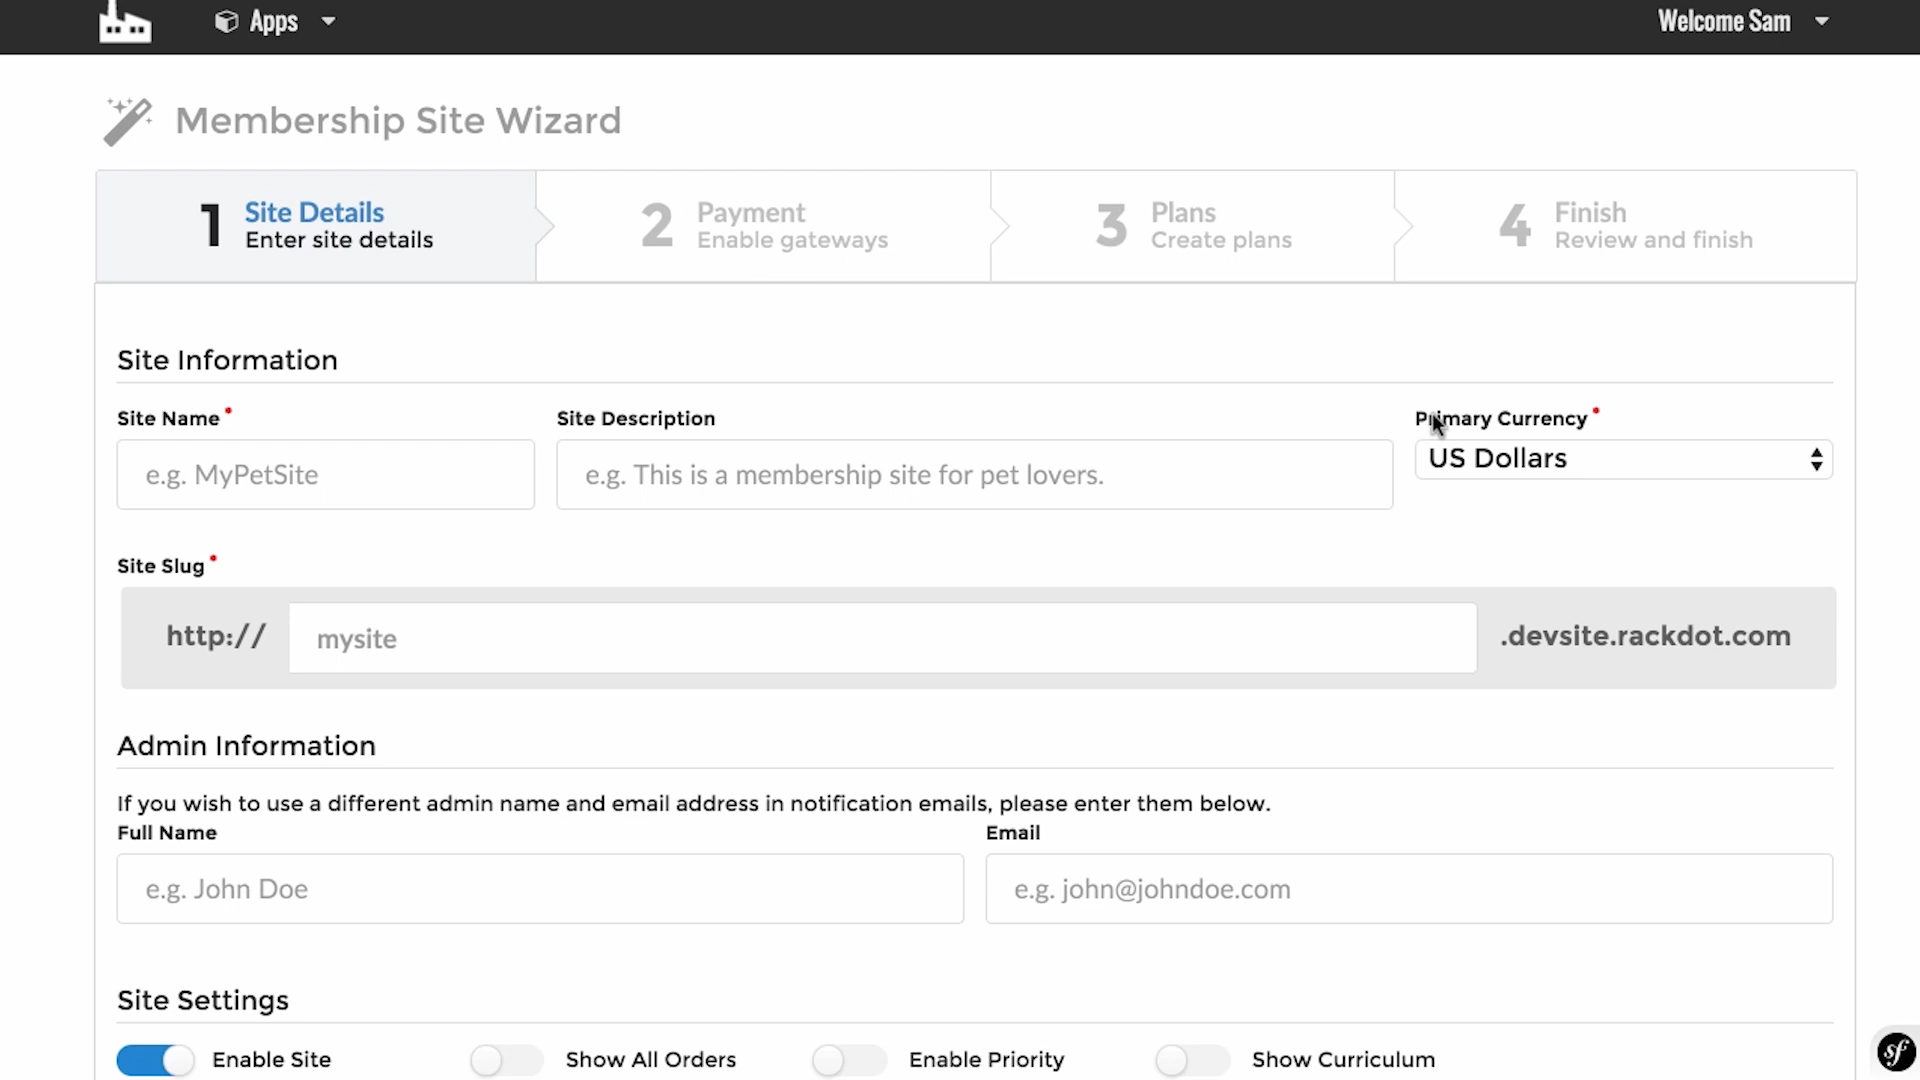 Apps
Welcome Sam
Membership Site Wizard
1 Site Details
Enter site details
2 Payment
Enable gateways
3 Plans
Create plans
4 Finish
Review and finish
Site Information
Site Name •
Site Description
Primary Currency •
e.g. MyPetSite
e.g. This is a membership site for pet lovers.
US Dollars
Site Slug •
http://
mysite
.devsite.rackdot.com
Admin Information
If you wish to use a different admin name and email address in notification emails, please enter them below.
Full Name
Email
e.g. John Doe
e.g. john@johndoe.com
Site Settings
Enable Site
Show All Orders
Enable Priority
Show Curriculum
sf